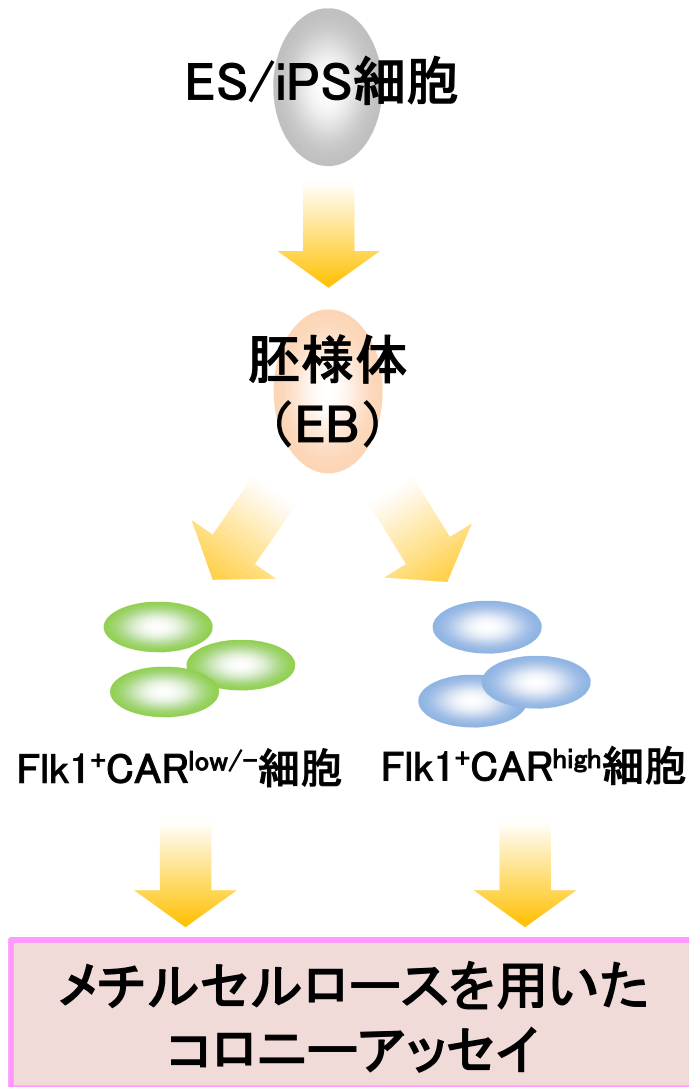 ES/iPS細胞
胚様体
（EB）
Flk1⁺CARˡᵒʷ/⁻細胞
Flk1⁺CARʰⁱᵍʰ細胞
メチルセルロースを用いた
コロニーアッセイ